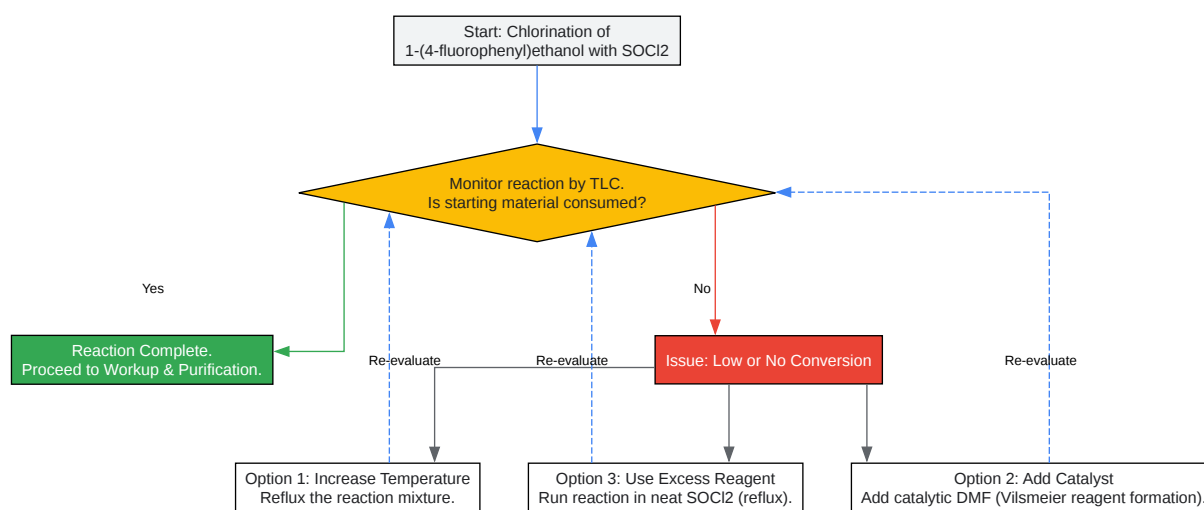 Start: Chlorination of
1-(4-fluorophenyl)ethanol with SOCl2
Monitor reaction by TLC.
Is starting material consumed?
Yes
No
Reaction Complete.
Proceed to Workup & Purification.
Re-evaluate
Re-evaluate
Issue: Low or No Conversion
Re-evaluate
Option 1: Increase Temperature
Reflux the reaction mixture.
Option 3: Use Excess Reagent
Run reaction in neat SOCl2 (reflux).
Option 2: Add Catalyst
Add catalytic DMF (Vilsmeier reagent formation).